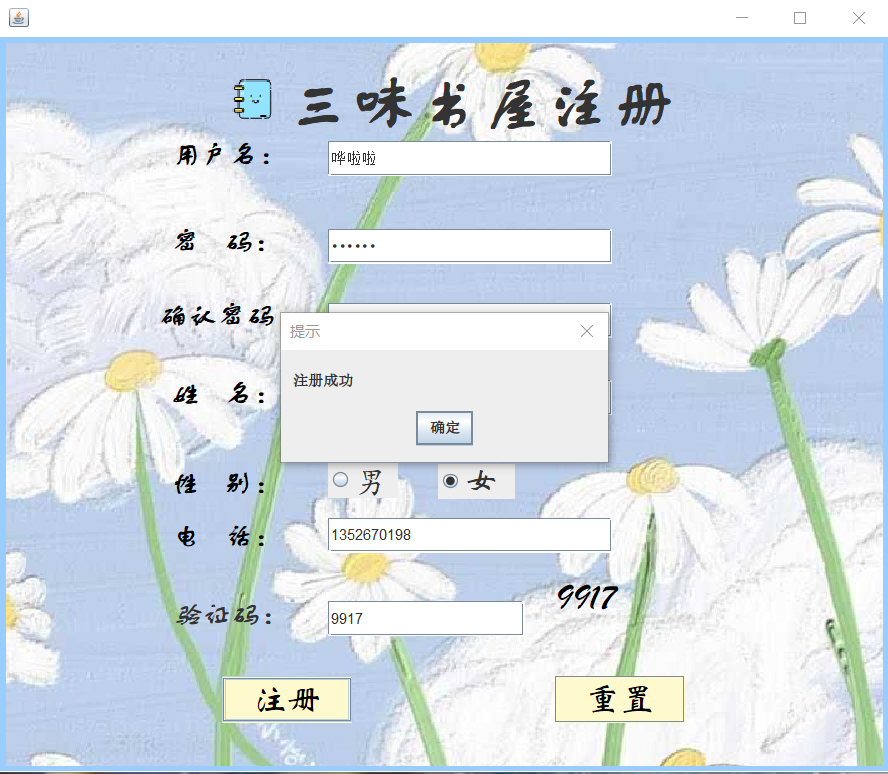 三味书屋注册
用户名： 哗啦啦
密 码： ••••••
确认密码
提示
注册成功
姓 名：
确定
性 别： 男 女
电 话： 1352670198
验证码： 9917 9917
注册 重置